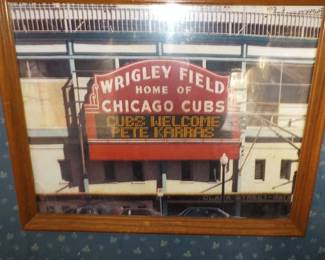 WRIGLEY FIELD
HOME OF
CHICAGO CUBS
CUBS WELCOME
PETE KARRAS